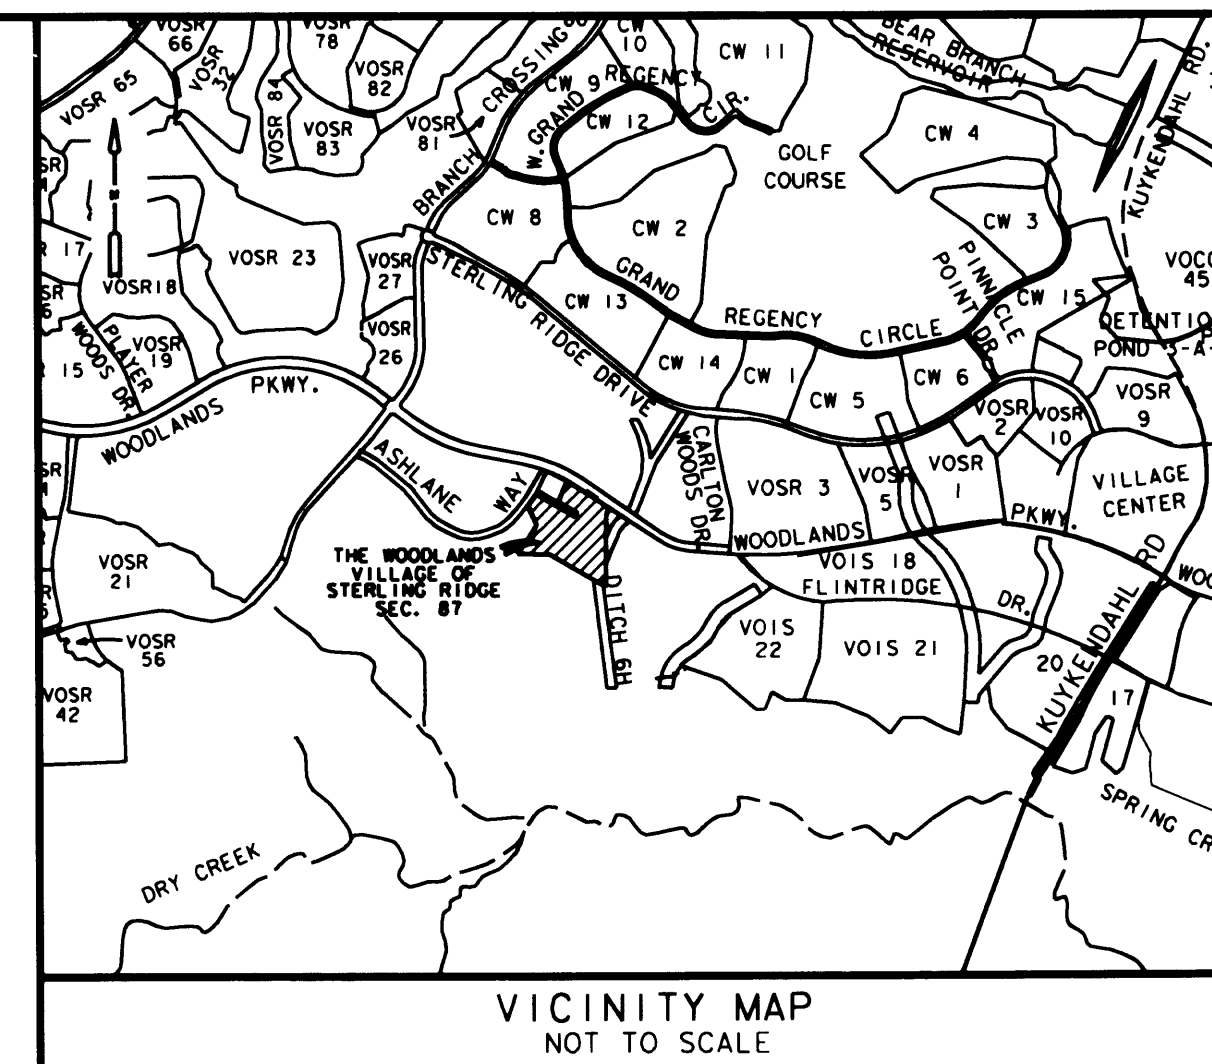 VOSR
66
VOSR
78
VOSR
32
VOSR 65
VOSR
82
VOSR 84
VOSR
83
VOSR
81
CROSSING
CW
10
CW 11
CW 9
REGENCY
CIR.
W. GRAND
CW 12
BEAR BRANCH
RESERVOIR
KUYKENDAHL RD.
CW 4
GOLF
COURSE
BRANCH
CW 8
CW 2
CW 3
N
17
VOSR18
VOSR 23
VOSR
27
VOSR
26
STERLING RIDGE DRIVE
CW 13
GRAND
REGENCY
CIRCLE
PINNACLE
POINT DR.
CW 15
45
POND
PLAYER
WOODS DR.
VOSR
19
15
CW 14
CW 1
CW 5
CW 6
VOSR
2
VOSR
10
VOSR
9
WOODLANDS
PKWY.
ASHLANE
WAY
CARLTON
WOODS DR.
VOSR 3
VOSR
5
VOSR
1
VILLAGE
CENTER
WOODLANDS
PKWY.
VOSR
21
THE WOODLANDS
VILLAGE OF
STERLING RIDGE
SEC. 87
DITCH 6H
VOIS 18
FLINTRIDGE
DR.
KUYKENDAHL RD
VOSR
56
VOSR
42
VOIS
22
VOIS 21
20
17
SPRING
DRY CREEK
VICINITY MAP
NOT TO SCALE